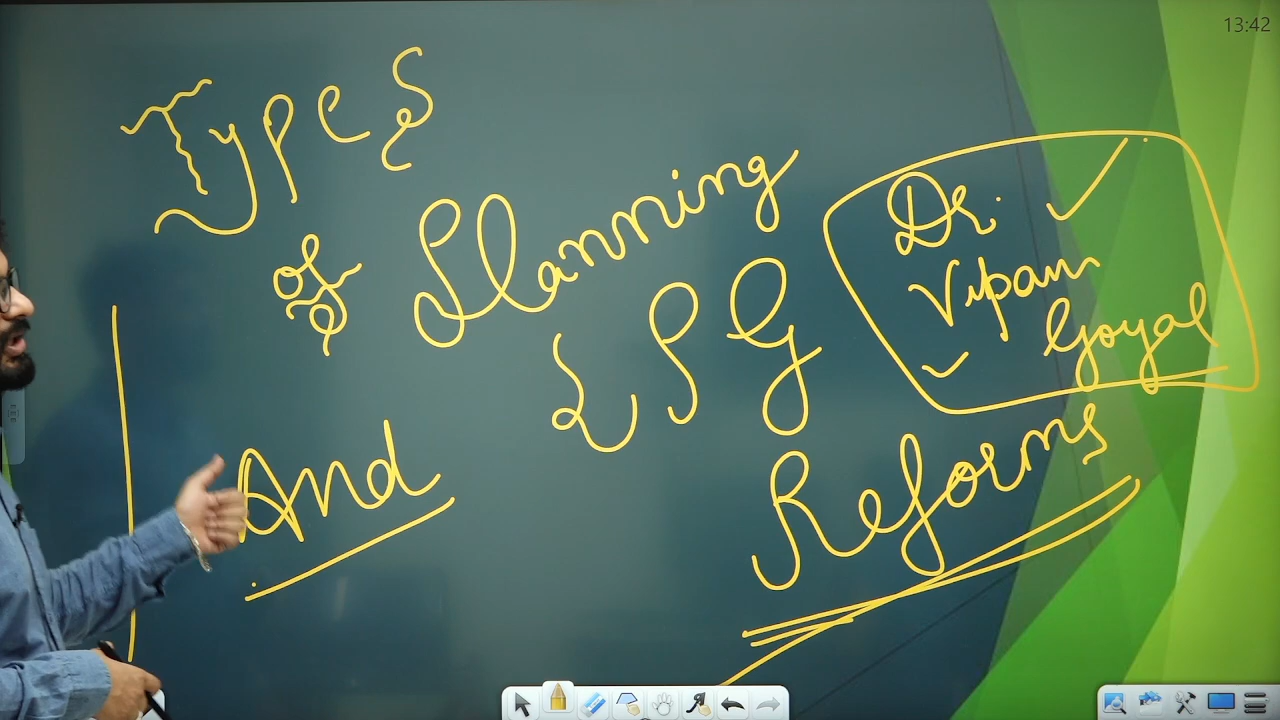 13:42
Types
of Planning
And
LPG
Reforms
Dr.
Vipan
Goyal